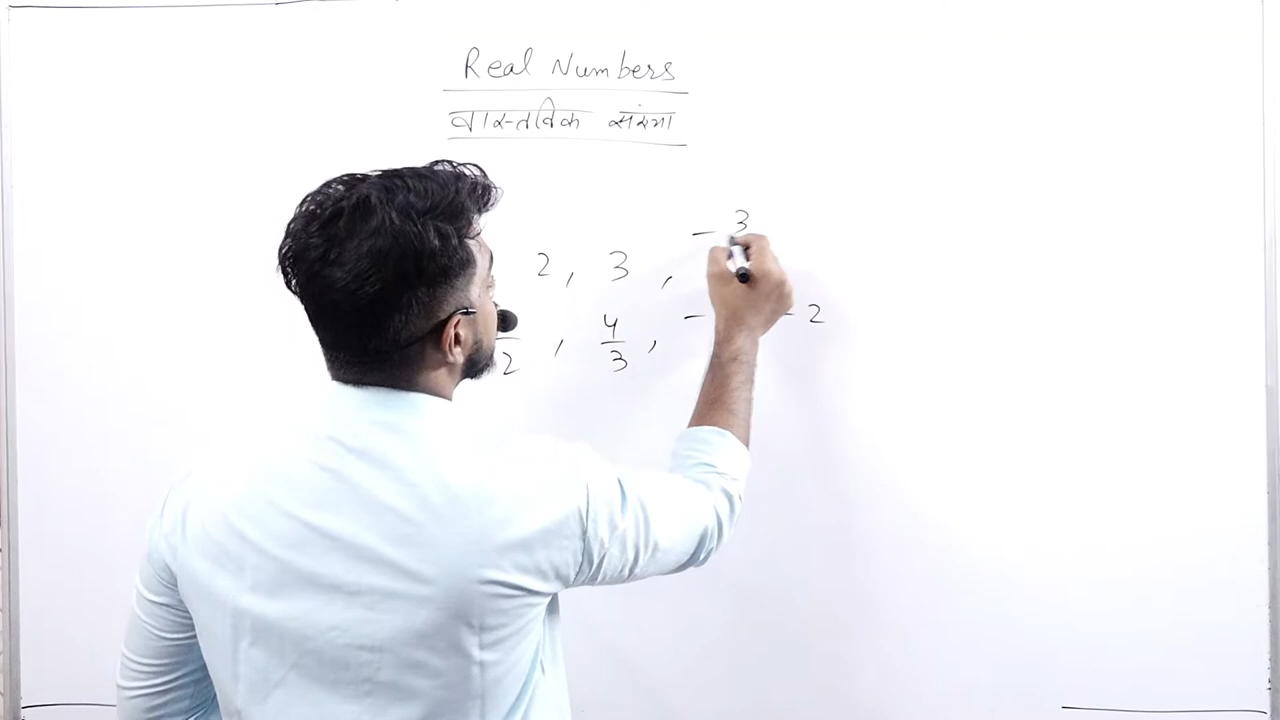 Real Numbers
वास्तविक संख्या
2, 3, -3
2, 4/3, - - 2